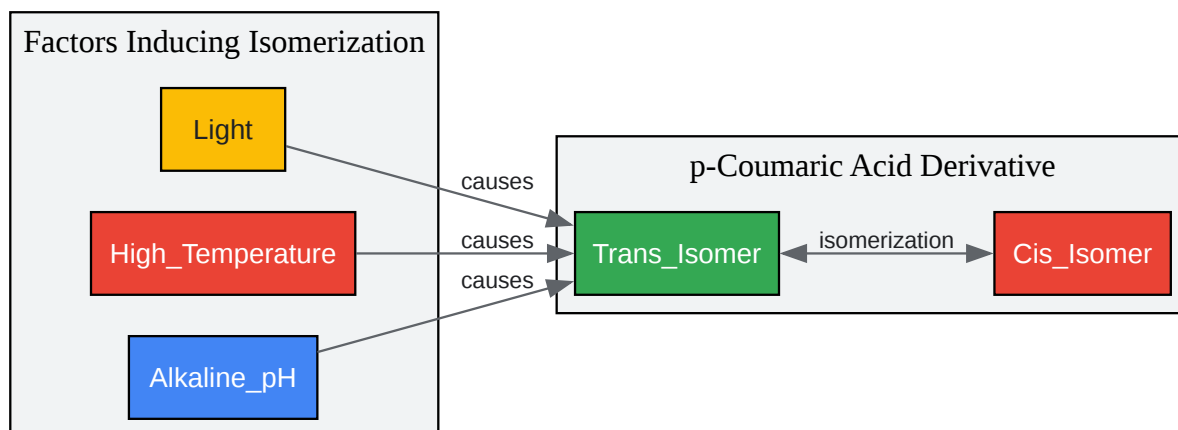 Factors Inducing Isomerization
Light
High_Temperature
Alkaline_pH
causes
causes
causes
p-Coumaric Acid Derivative
Trans_Isomer
isomerization
Cis_Isomer